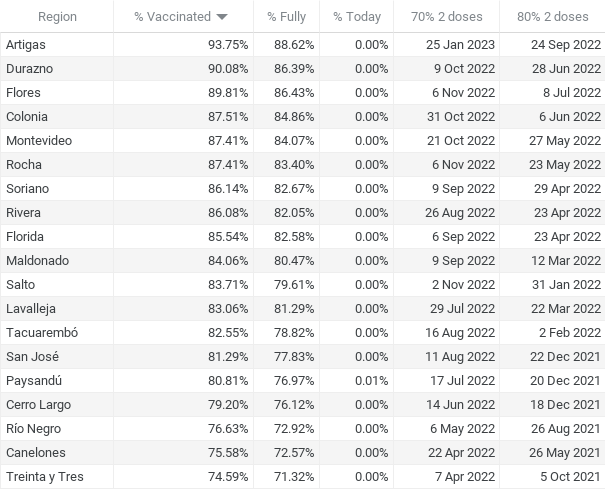 Region % Vaccinated % Fully % Today 70% 2 doses 80% 2 doses
Artigas 93.75% 88.62% 0.00% 25 Jan 2023 24 Sep 2022
Durazno 90.08% 86.39% 0.00% 9 Oct 2022 28 Jun 2022
Flores 89.81% 86.43% 0.00% 6 Nov 2022 8 Jul 2022
Colonia 87.51% 84.86% 0.00% 31 Oct 2022 6 Jun 2022
Montevideo 87.41% 84.07% 0.00% 21 Oct 2022 27 May 2022
Rocha 87.41% 83.40% 0.00% 6 Nov 2022 23 May 2022
Soriano 86.14% 82.67% 0.00% 9 Sep 2022 29 Apr 2022
Rivera 86.08% 82.05% 0.00% 26 Aug 2022 23 Apr 2022
Florida 85.54% 82.58% 0.00% 6 Sep 2022 23 Apr 2022
Maldonado 84.06% 80.47% 0.00% 9 Sep 2022 12 Mar 2022
Salto 83.71% 79.61% 0.00% 2 Nov 2022 31 Jan 2022
Lavalleja 83.06% 81.29% 0.00% 29 Jul 2022 22 Mar 2022
Tacuarembó 82.55% 78.82% 0.00% 16 Aug 2022 2 Feb 2022
San José 81.29% 77.83% 0.00% 11 Aug 2022 22 Dec 2021
Paysandú 80.81% 76.97% 0.01% 17 Jul 2022 20 Dec 2021
Cerro Largo 79.20% 76.12% 0.00% 14 Jun 2022 18 Dec 2021
Río Negro 76.63% 72.92% 0.00% 6 May 2022 26 Aug 2021
Canelones 75.58% 72.57% 0.00% 22 Apr 2022 26 May 2021
Treinta y Tres 74.59% 71.32% 0.00% 7 Apr 2022 5 Oct 2021